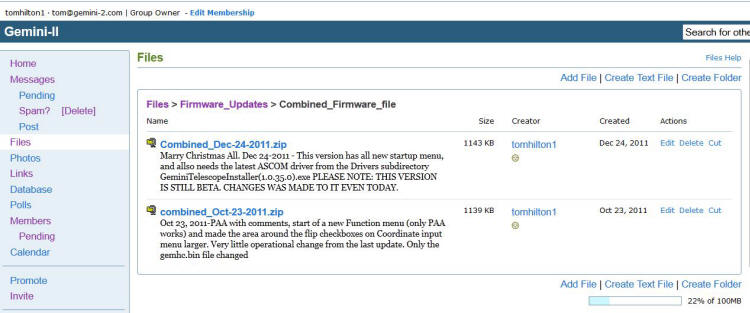 tomhilton1 · tom@gemini-2.com | Group Owner - Edit Membership
Gemini-II
Search for othe
Home
Messages
Pending
Spam? [Delete]
Post
Files
Photos
Links
Database
Polls
Members
Pending
Calendar
Promote
Invite
Files
Files Help
Add File | Create Text File | Create Folder
Files > Firmware_Updates > Combined_Firmware_file
Name Size Creator Created Actions
Combined_Dec-24-2011.zip 1143 KB tomhilton1 Dec 24, 2011 Edit Delete Cut
Marry Christmas All. Dec 24-2011 - This version has all new startup menu,
and allso needs the latest ASCOM driver from the Drivers subdirectory
GeminiTelescopeInstaller(1.0.35.0).exe PLEASE NOTE: THIS VERSION
IS STILL BETA. CHANGES WAS MADE TO IT EVEN TODAY.
combined_Oct-23-2011.zip 1139 KB tomhilton1 Oct 23, 2011 Edit Delete Cut
Oct 23, 2011-PAA with comments, start of a new Function menu (only PAA
works) and made the area around the flip checkboxes on Coordinate input
menu larger. Very little operational change from the last update. Only the
gemhc.bin file changed
Add File | Create Text File | Create Folder
22% of 100MB